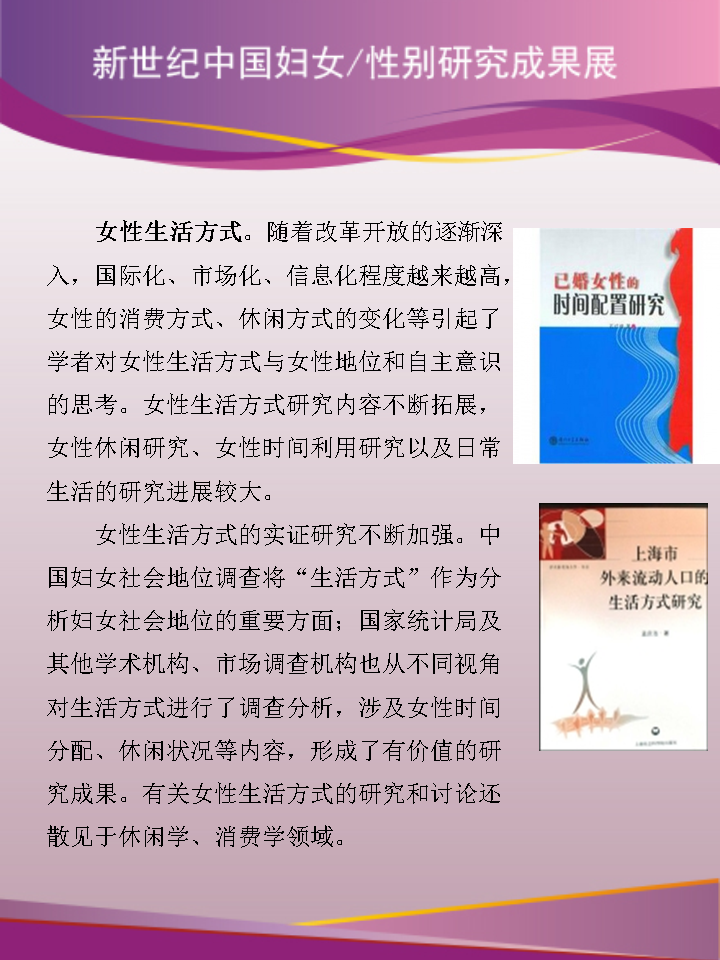 新世纪中国妇女/性别研究成果展
女性生活方式。随着改革开放的逐渐深
入，国际化、市场化、信息化程度越来越高，
女性的消费方式、休闲方式的变化等引起了
学者对女性生活方式与女性地位和自主意识
的思考。女性生活方式研究内容不断拓展，
女性休闲研究、女性时间利用研究以及日常
生活的研究进展较大。
女性生活方式的实证研究不断加强。中
国妇女社会地位调查将“生活方式”作为分
析妇女社会地位的重要方面；国家统计局及
其他学术机构、市场调查机构也从不同视角
对生活方式进行了调查分析，涉及女性时间
分配、休闲状况等内容，形成了有价值的研
究成果。有关女性生活方式的研究和讨论还
散见于休闲学、消费学领域。
已婚女性的
时间配置研究
上海市
外来流动人口的
生活方式研究